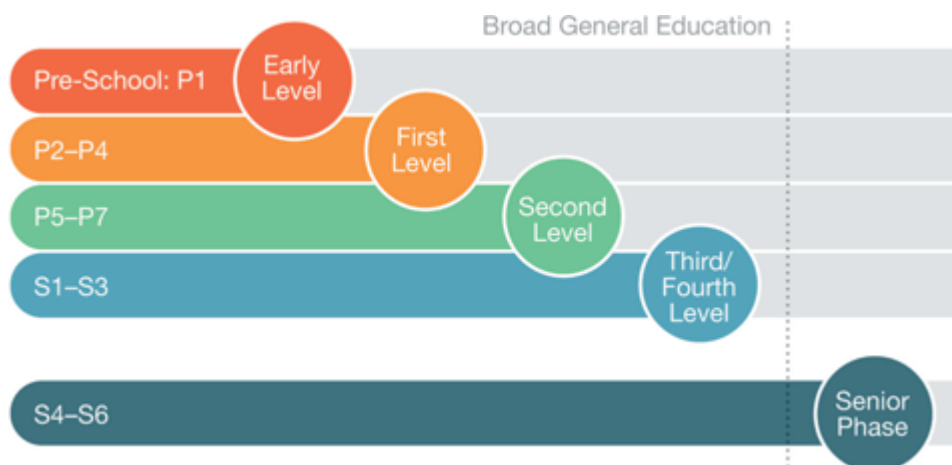 Broad General Education
Pre-School: P1
Early
Level
P2–P4
First
Level
P5–P7
Second
Level
S1–S3
Third/
Fourth
Level
S4–S6
Senior
Phase